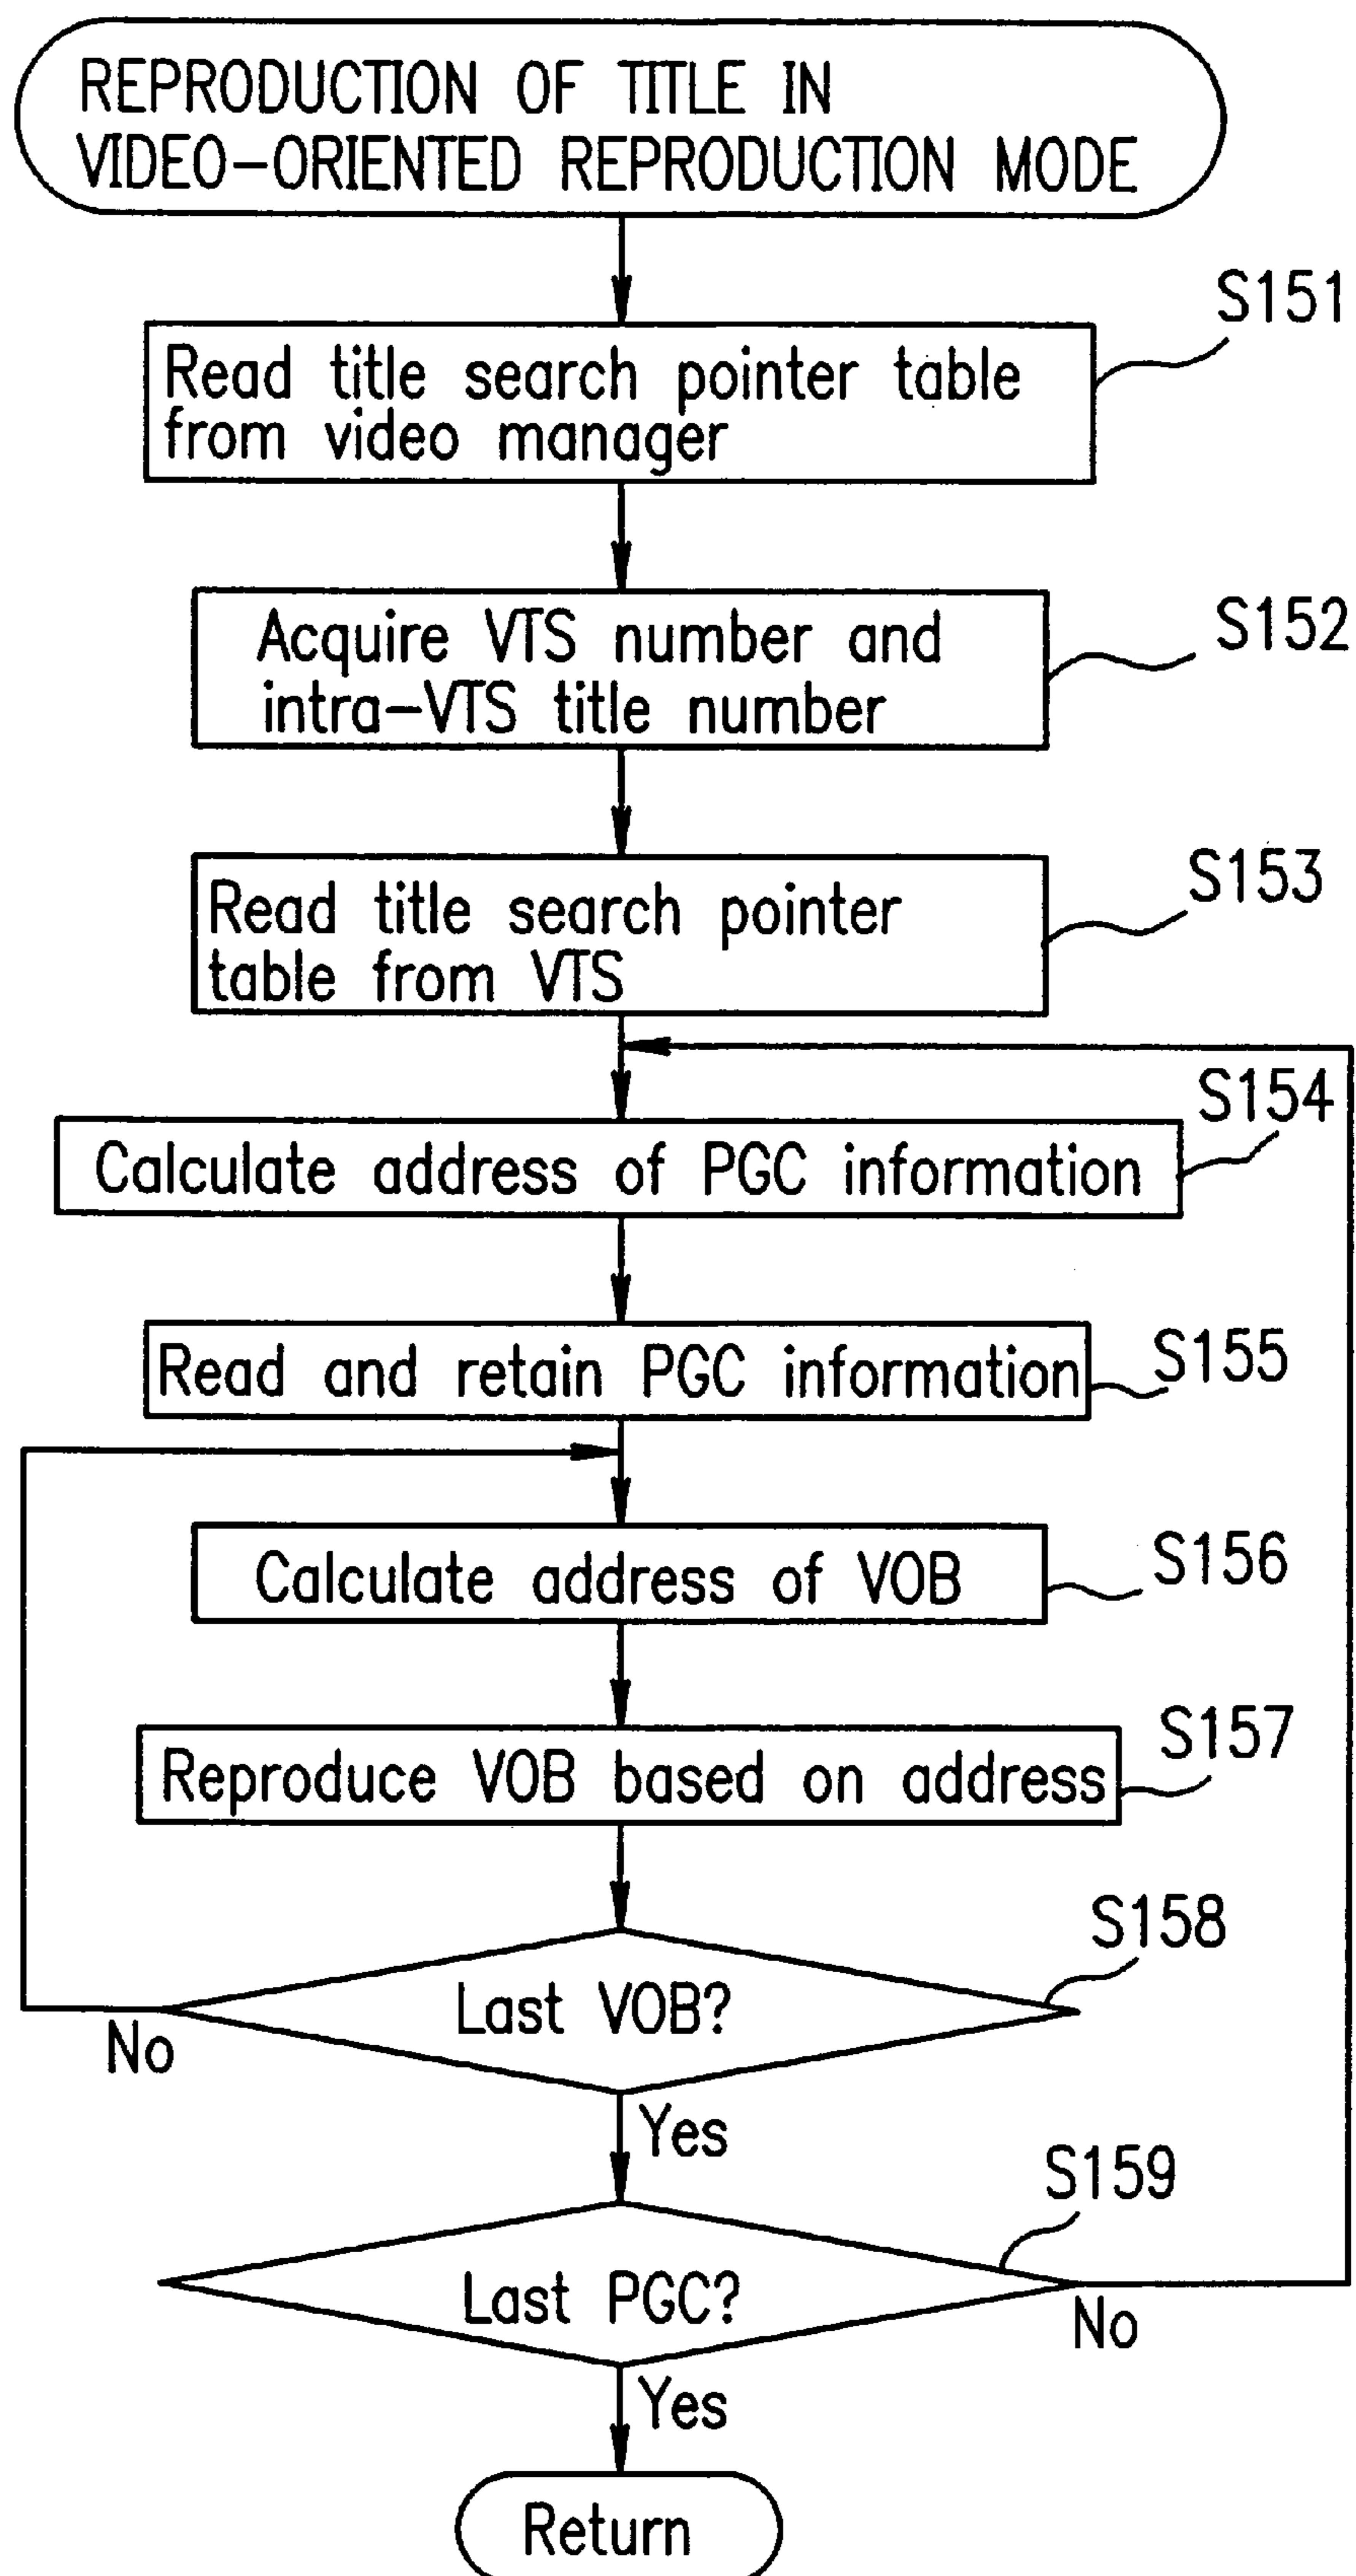 REPRODUCTION OF TITLE IN
VIDEO-ORIENTED REPRODUCTION MODE
S151
Read title search pointer table
from video manager
S152
Acquire VTS number and
intra-VTS title number
S153
Read title search pointer
table from VTS
S154
Calculate address of PGC information
S155
Read and retain PGC information
S156
Calculate address of VOB
S157
Reproduce VOB based on address
S158
Last VOB?
No
Yes
S159
Last PGC?
No
Yes
Return